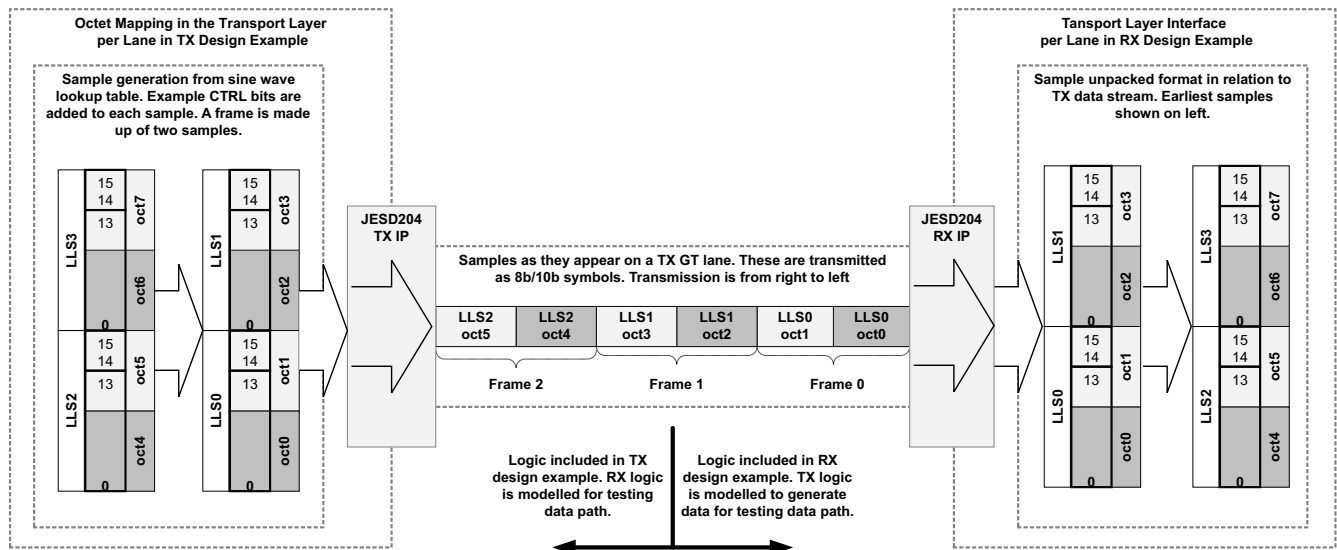 Octet Mapping in the Transport Layer
per Lane in TX Design Example
Sample generation from sine wave
lookup table. Example CTRL bits are
added to each sample. A frame is made
up of two samples.
LLS3
15
14
13
0
oct7
oct6
LLS2
15
14
13
0
oct5
oct4
LLS1
15
14
13
0
oct3
oct2
LLS0
15
14
13
0
oct1
oct0
JESD204
TX IP
Samples as they appear on a TX GT lane. These are transmitted
as 8b/10b symbols. Transmission is from right to left
LLS2
oct5
LLS2
oct4
LLS1
oct3
LLS1
oct2
LLS0
oct1
LLS0
oct0
Frame 2
Frame 1
Frame 0
Logic included in TX
design example. RX logic
is modelled for testing
data path.
Logic included in RX
design example. TX logic
is modelled to generate
data for testing data path.
JESD204
RX IP
Tansport Layer Interface
per Lane in RX Design Example
Sample unpacked format in relation to
TX data stream. Earliest samples
shown on left.
LLS1
15
14
13
0
oct3
oct2
LLS0
15
14
13
0
oct1
oct0
LLS3
15
14
13
0
oct7
oct6
LLS2
15
14
13
0
oct5
oct4